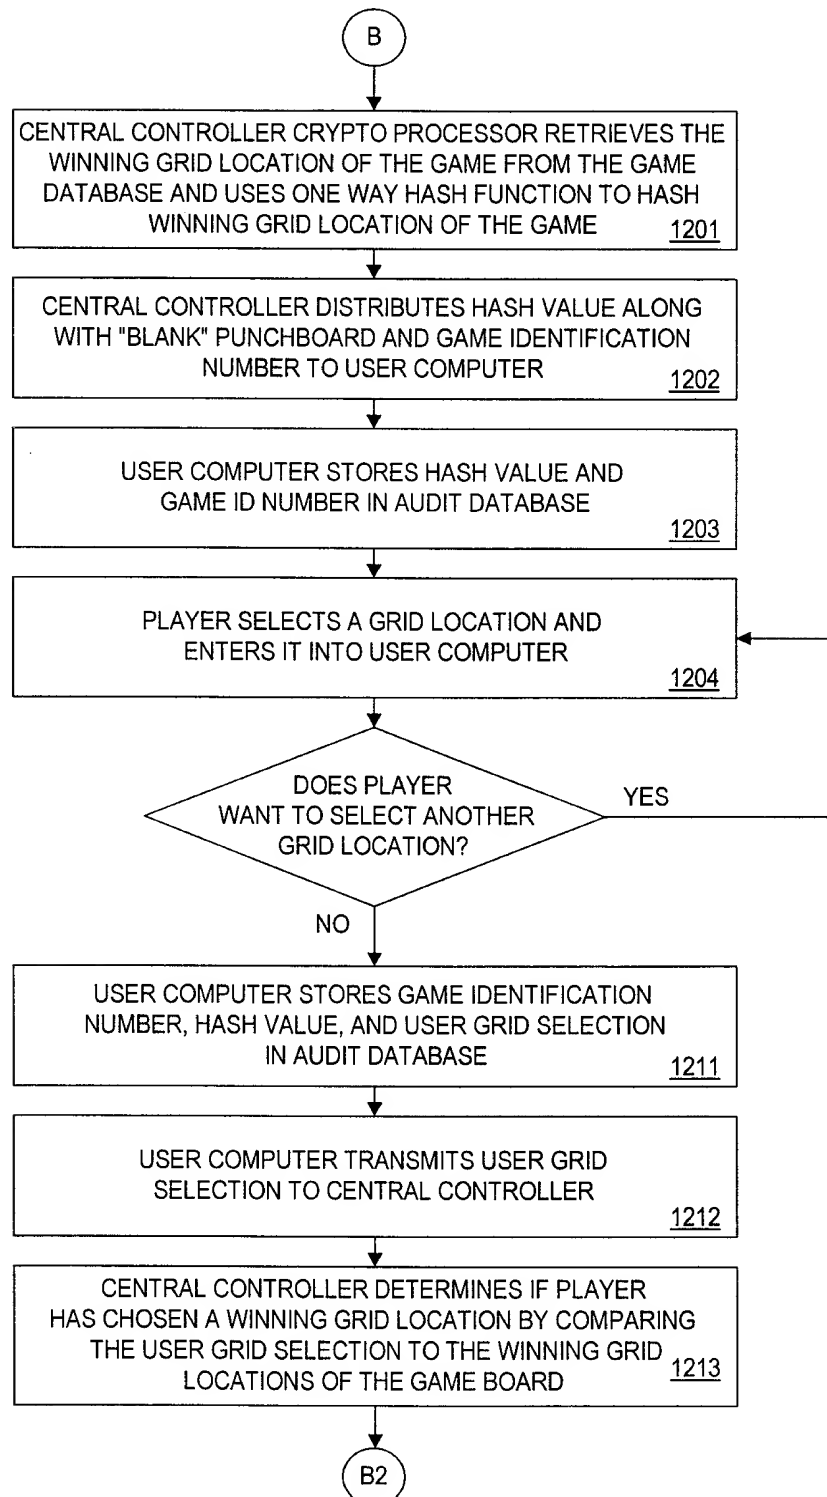 B
CENTRAL CONTROLLER CRYPTO PROCESSOR RETRIEVES THE
WINNING GRID LOCATION OF THE GAME FROM THE GAME
DATABASE AND USES ONE WAY HASH FUNCTION TO HASH
WINNING GRID LOCATION OF THE GAME
1201
CENTRAL CONTROLLER DISTRIBUTES HASH VALUE ALONG
WITH "BLANK" PUNCHBOARD AND GAME IDENTIFICATION
NUMBER TO USER COMPUTER
1202
USER COMPUTER STORES HASH VALUE AND
GAME ID NUMBER IN AUDIT DATABASE
1203
PLAYER SELECTS A GRID LOCATION AND
ENTERS IT INTO USER COMPUTER
1204
DOES PLAYER
WANT TO SELECT ANOTHER
GRID LOCATION?
YES
NO
USER COMPUTER STORES GAME IDENTIFICATION
NUMBER, HASH VALUE, AND USER GRID SELECTION
IN AUDIT DATABASE
1211
USER COMPUTER TRANSMITS USER GRID
SELECTION TO CENTRAL CONTROLLER
1212
CENTRAL CONTROLLER DETERMINES IF PLAYER
HAS CHOSEN A WINNING GRID LOCATION BY COMPARING
THE USER GRID SELECTION TO THE WINNING GRID
LOCATIONS OF THE GAME BOARD
1213
B2